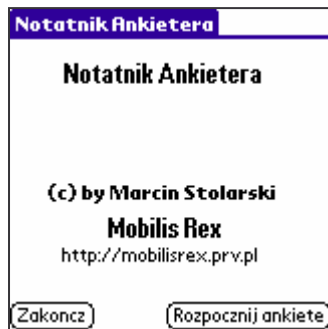 Notatnik Ankietera
Notatnik Ankietera
(c) by Marcin Stolarski
Mobilis Rex
http://mobilisrex.prv.pl
Zakoncz
Rozpocznij ankiete